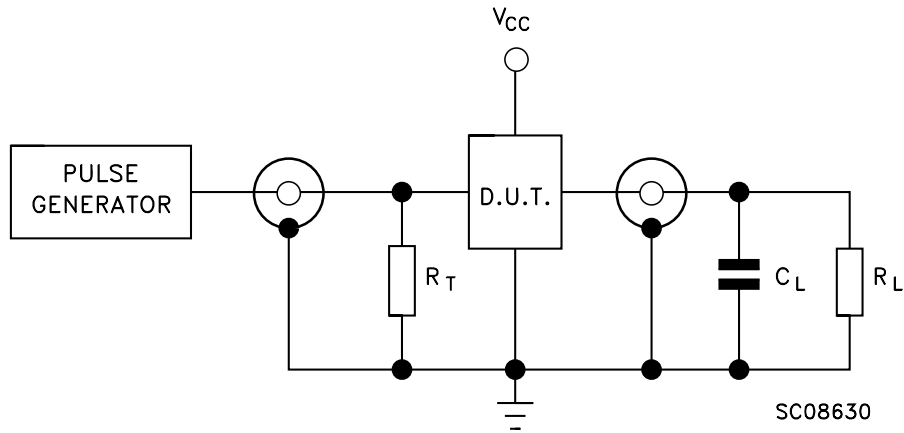 VCC
PULSE
GENERATOR
D.U.T.
RT
CL
RL
SC08630